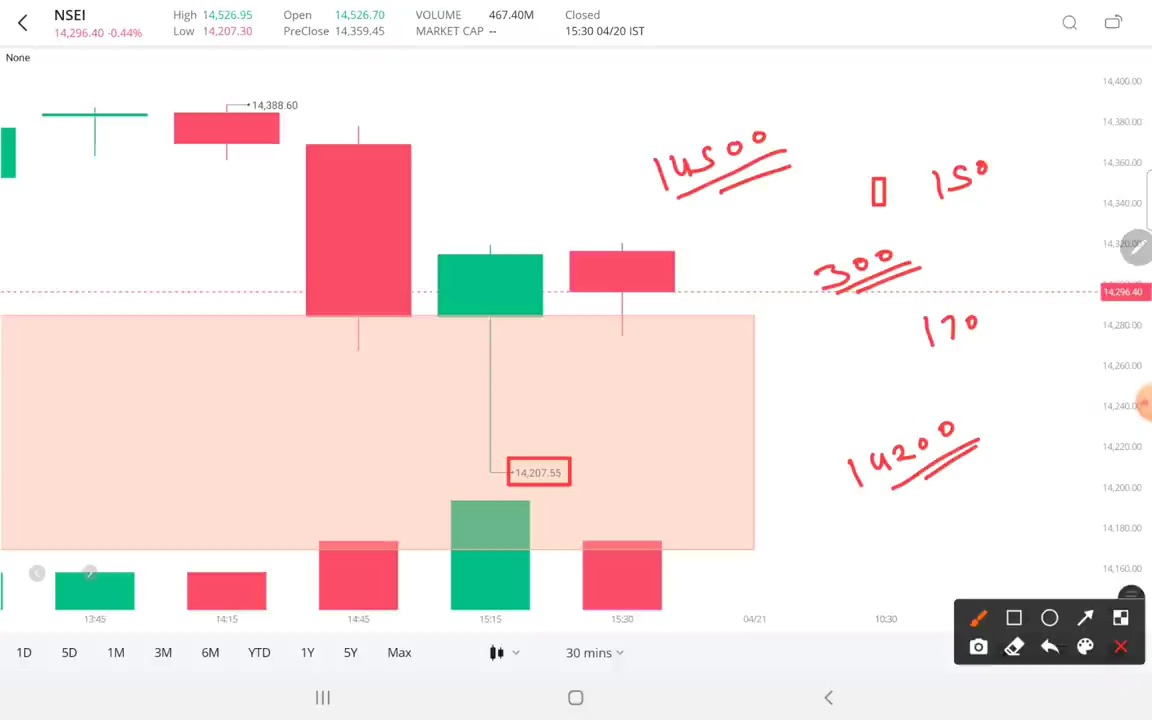 NSEI
14,296.40 -0.44%
High 14,526.95
Low 14,207.30
Open 14,526.70
PreClose 14,359.45
VOLUME 467.40M
MARKET CAP --
Closed
15:30 04/20 IST
None
14,388.60
14500
150
300
170
14200
14,207.55
14,400.00
14,380.00
14,360.00
14,340.00
14,320.00
14,296.40
14,280.00
14,260.00
14,240.00
14,220.00
14,200.00
14,180.00
14,160.00
13:45 14:15 14:45 15:15 15:30 04/21 10:30
1D 5D 1M 3M 6M YTD 1Y 5Y Max 30 mins